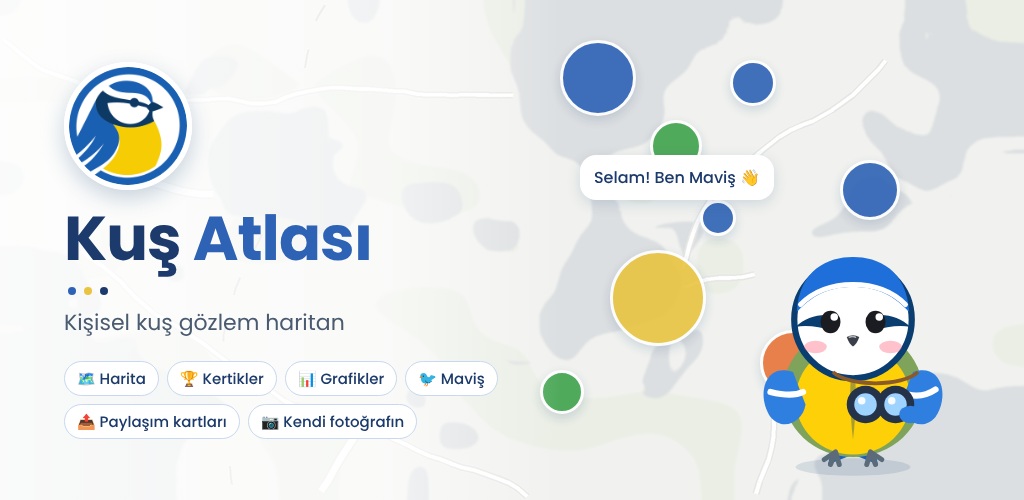 Kuş Atlası
Kişisel kuş gözlem haritan
🗺️ Harita
🏆 Kertikler
📊 Grafikler
🐦 Maviş
📤 Paylaşım kartları
📷 Kendi fotoğrafın
Selam! Ben Maviş 👋